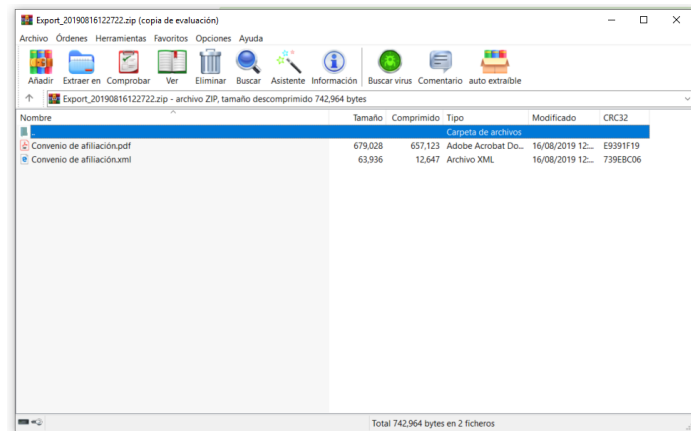 Export_20190816122722.zip (copia de evaluación)
Archivo Órdenes Herramientas Favoritos Opciones Ayuda
Añadir Extraer en Comprobar Ver Eliminar Buscar Asistente Información Buscar virus Comentario auto extraíble
Export_20190816122722.zip - archivo ZIP, tamaño descomprimido 742,964 bytes
Nombre Tamaño Comprimido Tipo Modificado CRC32
.. Carpeta de archivos
Convenio de afiliación.pdf 679,028 657,123 Adobe Acrobat Do... 16/08/2019 12:... E9391F19
Convenio de afiliación.xml 63,936 12,647 Archivo XML 16/08/2019 12:... 739EBC06
Total 742,964 bytes en 2 ficheros